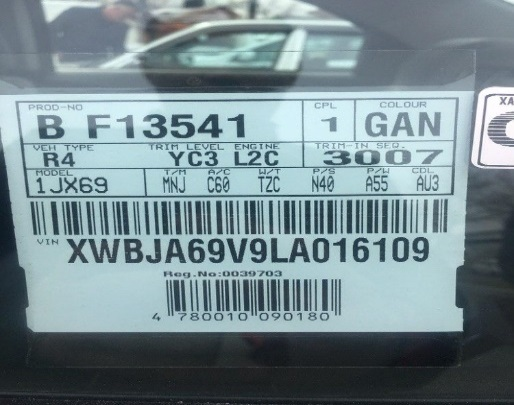 PROD-NO CPL COLOUR
B F13541 1 GAN
VEH TYPE TRIM LEVEL ENGINE TRIM-IN SEQ.
R4 YC3 L2C 3007
MODEL T/M A/C W/T P/S P/W CDL
1JX69 MNJ C60 TZC N40 A55 AU3
VIN XWBJA69V9LA016109
Reg.No:0039703
4 780010 090180
XA